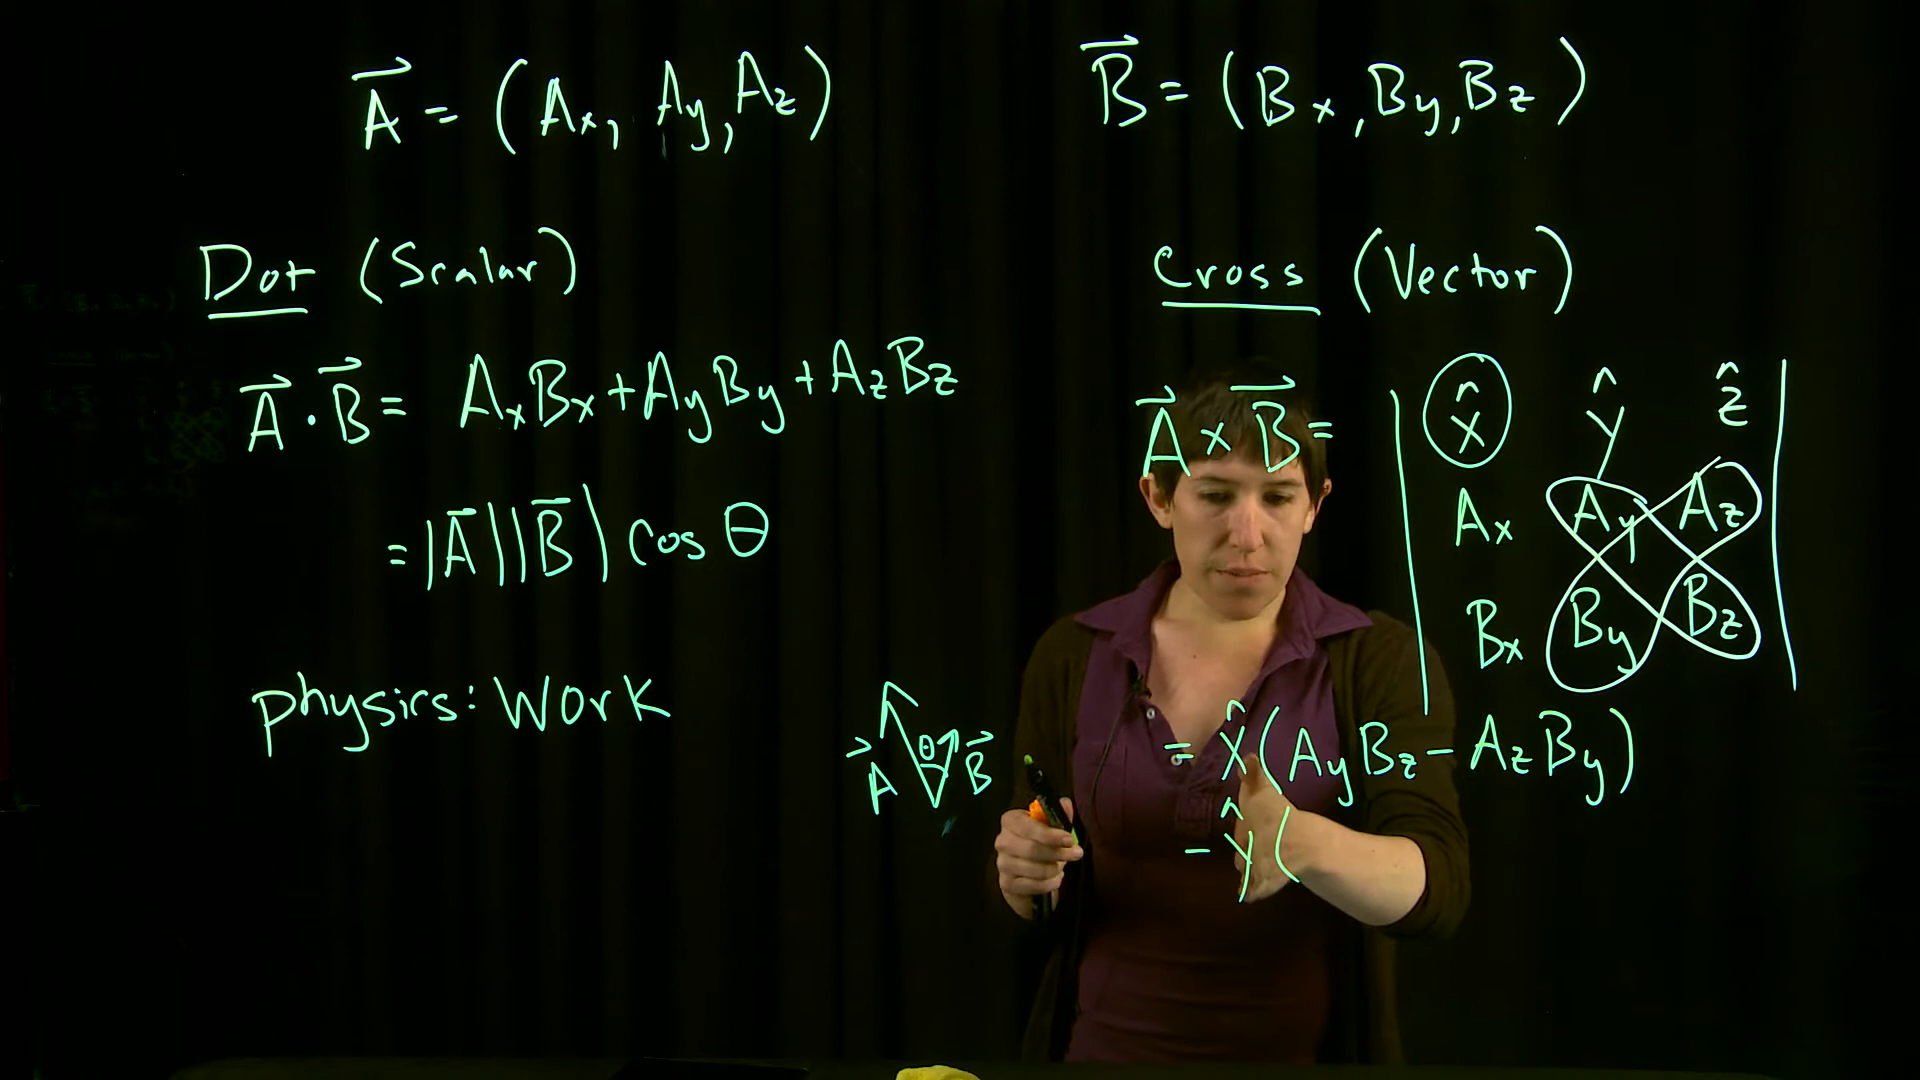 A⃗ = (Ax, Ay, Az)
B⃗ = (Bx, By, Bz)
Dot (Scalar)
A⃗ · B⃗ = AxBx + AyBy + AzBz
= |A⃗||B⃗| cos θ
physics: Work
A⃗ θ B⃗
Cross (Vector)
A⃗ × B⃗ =
| x̂ ŷ ẑ |
| Ax Ay Az |
| Bx By Bz |
= x̂ (AyBz - AzBy)
- ŷ (